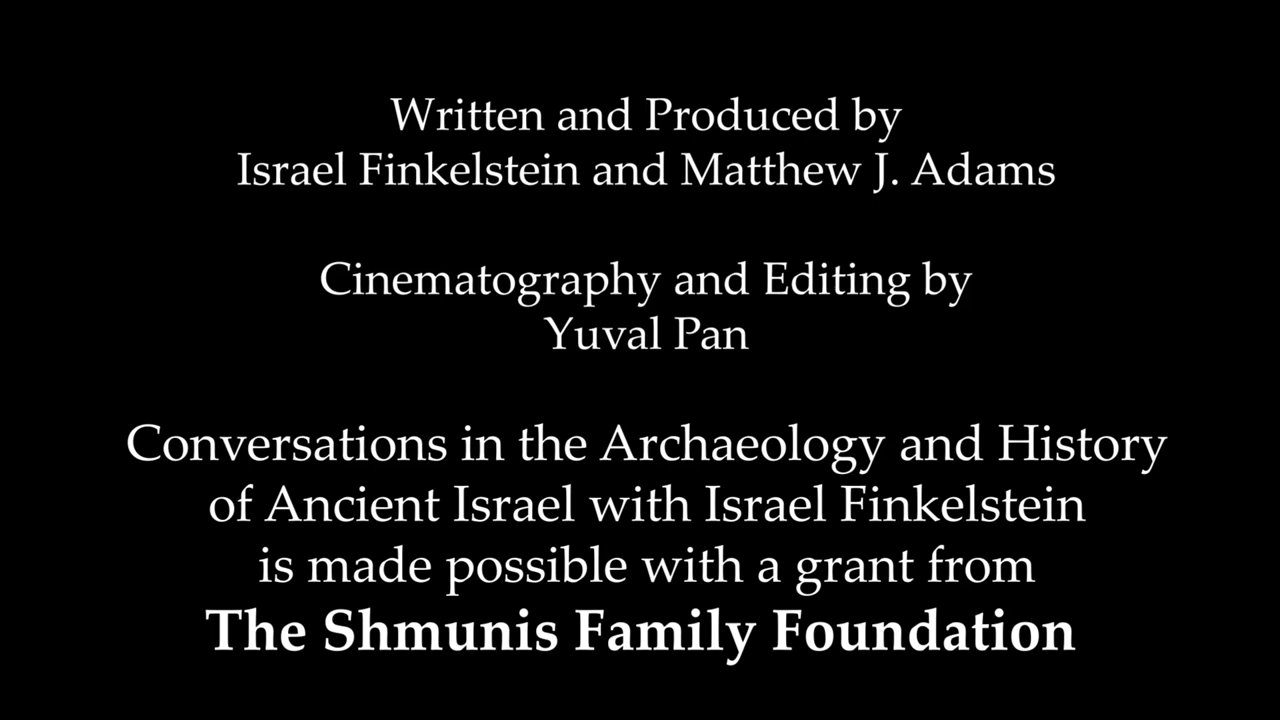 Written and Produced by
Israel Finkelstein and Matthew J. Adams
Cinematography and Editing by
Yuval Pan
Conversations in the Archaeology and History
of Ancient Israel with Israel Finkelstein
is made possible with a grant from
The Shmunis Family Foundation